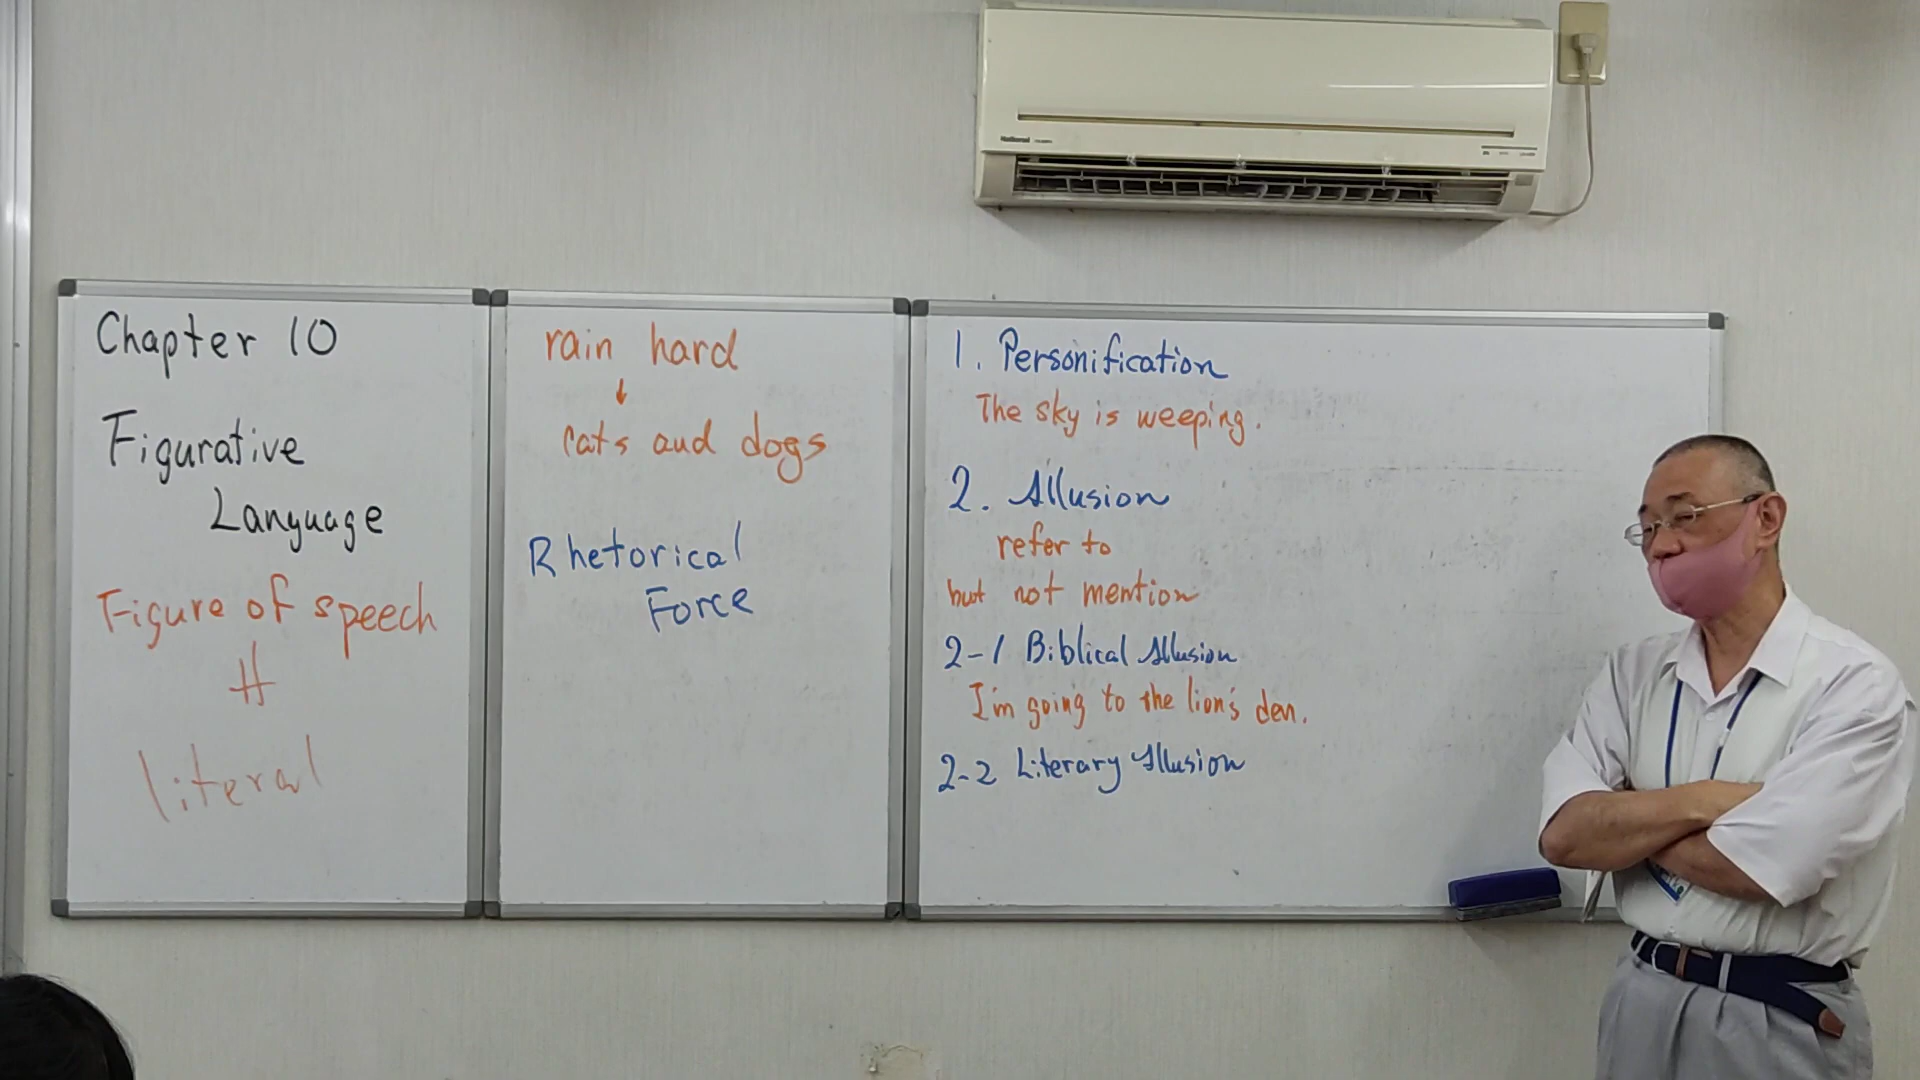 Chapter 10
Figurative
Language
Figure of speech
≠
literal
rain hard
↓
cats and dogs
Rhetorical
Force
1. Personification
The sky is weeping.
2. Allusion
refer to
but not mention
2-1 Biblical Allusion
I'm going to the lion's den.
2-2 Literary Allusion
National